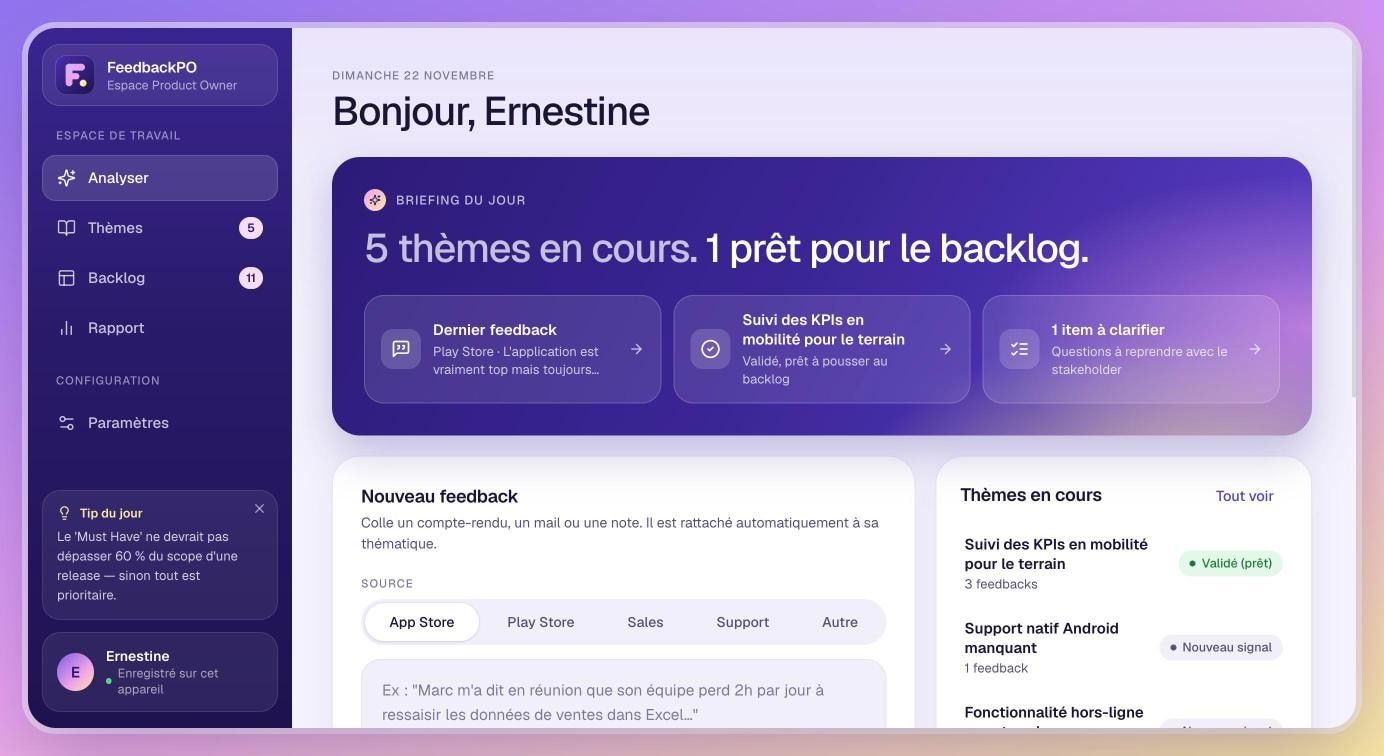 FeedbackPO
Espace Product Owner
ESPACE DE TRAVAIL
Analyser
Thèmes 5
Backlog 11
Rapport
CONFIGURATION
Paramètres
Tip du jour
Le 'Must Have' ne devrait pas
dépasser 60 % du scope d'une
release — sinon tout est
prioritaire.
E
Ernestine
Enregistré sur cet
appareil
DIMANCHE 22 NOVEMBRE
Bonjour, Ernestine
BRIEFING DU JOUR
5 thèmes en cours. 1 prêt pour le backlog.
Dernier feedback
Play Store · L'application est
vraiment top mais toujours...
Suivi des KPIs en
mobilité pour le terrain
Validé, prêt à pousser au
backlog
1 item à clarifier
Questions à reprendre avec le
stakeholder
Nouveau feedback
Colle un compte-rendu, un mail ou une note. Il est rattaché automatiquement à sa
thématique.
SOURCE
App Store Play Store Sales Support Autre
Ex : "Marc m'a dit en réunion que son équipe perd 2h par jour à
ressaisir les données de ventes dans Excel..."
Thèmes en cours Tout voir
Suivi des KPIs en mobilité
pour le terrain
3 feedbacks
Validé (prêt)
Support natif Android
manquant
1 feedback
Nouveau signal
Fonctionnalité hors-ligne